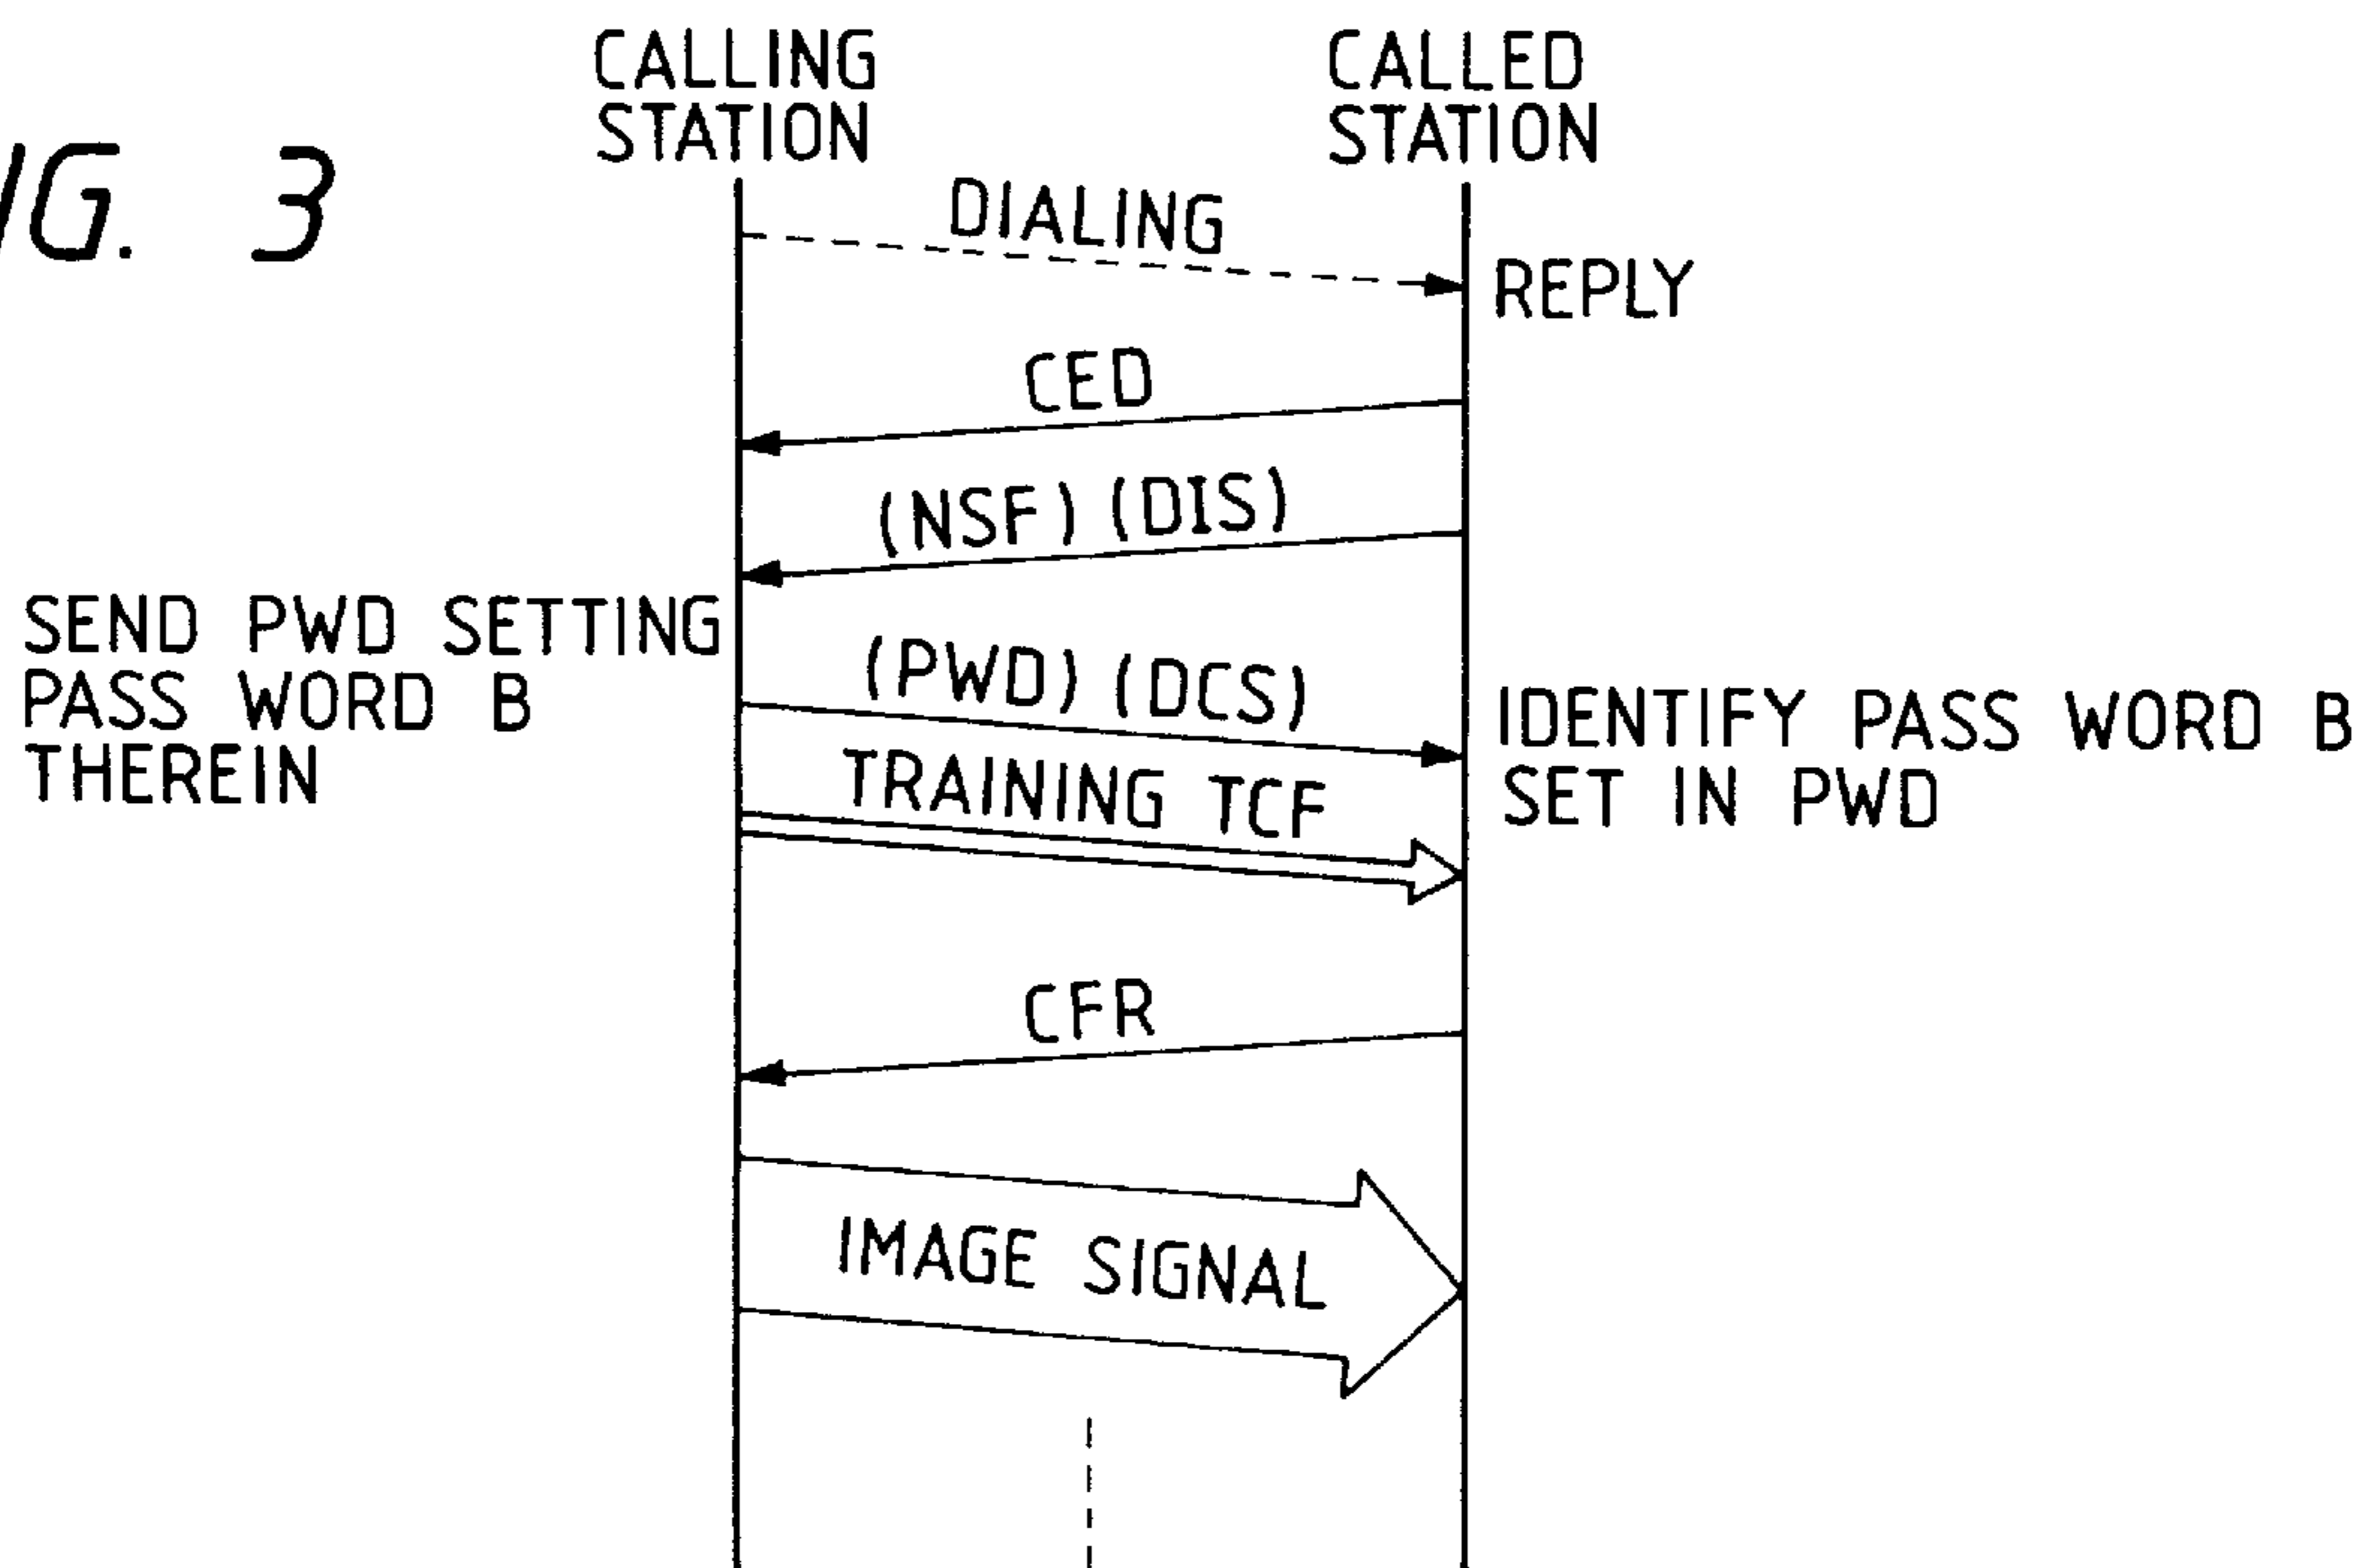 CALLING
STATION
CALLED
STATION
G. 3
DIALING
REPLY
CED
(NSF) (DIS)
SEND PWD SETTING
PASS WORD B
THEREIN
(PWD) (DCS)
IDENTIFY PASS WORD B
SET IN PWD
TRAINING TCF
CFR
IMAGE SIGNAL